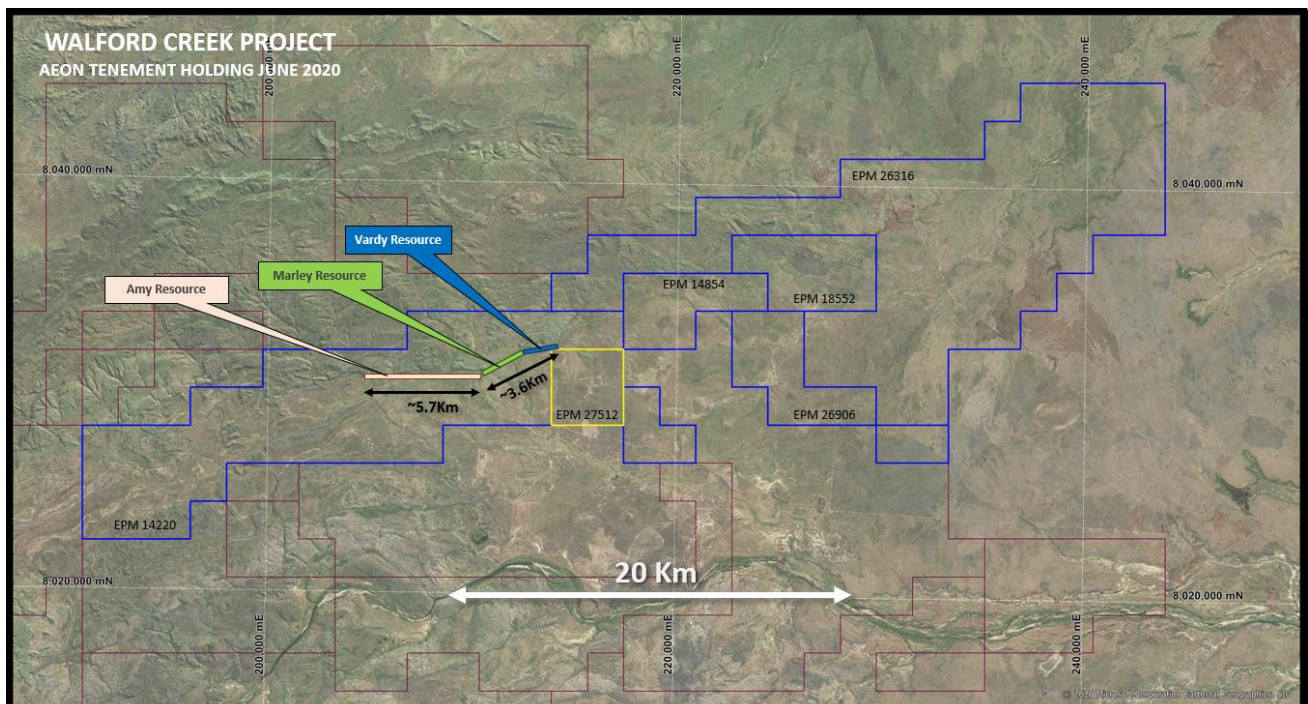 WALFORD CREEK PROJECT
AEON TENEMENT HOLDING JUNE 2020
220,000 mE
240,000 mE
8.040,000 mN
EPM 26316
8.040,000 mN
Vardy Resource
Marley Resource
Amy Resource
EPM 14854
EPM 18552
~5.7Km
~3.6Km
EPM 27512
EPM 26906
EPM 14220
20 Km
8.020,000 mN
8.020,000 mN
200,000 mE
220,000 mE
240,000 mE